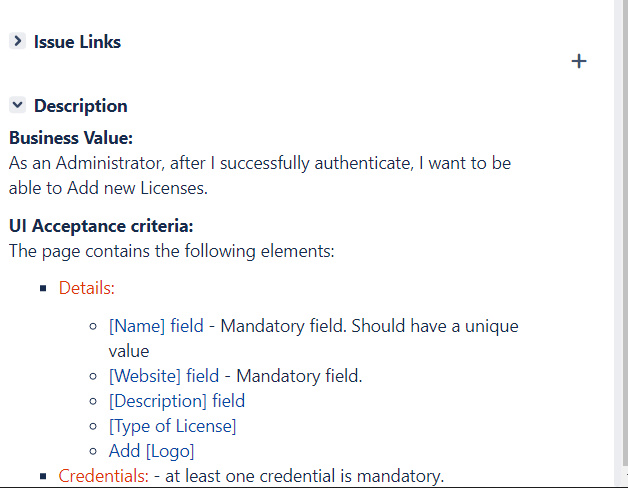 Issue Links
Description
Business Value:
As an Administrator, after I successfully authenticate, I want to be
able to Add new Licenses.
UI Acceptance criteria:
The page contains the following elements:
Details:
[Name] field - Mandatory field. Should have a unique
value
[Website] field - Mandatory field.
[Description] field
[Type of License]
Add [Logo]
Credentials: - at least one credential is mandatory.